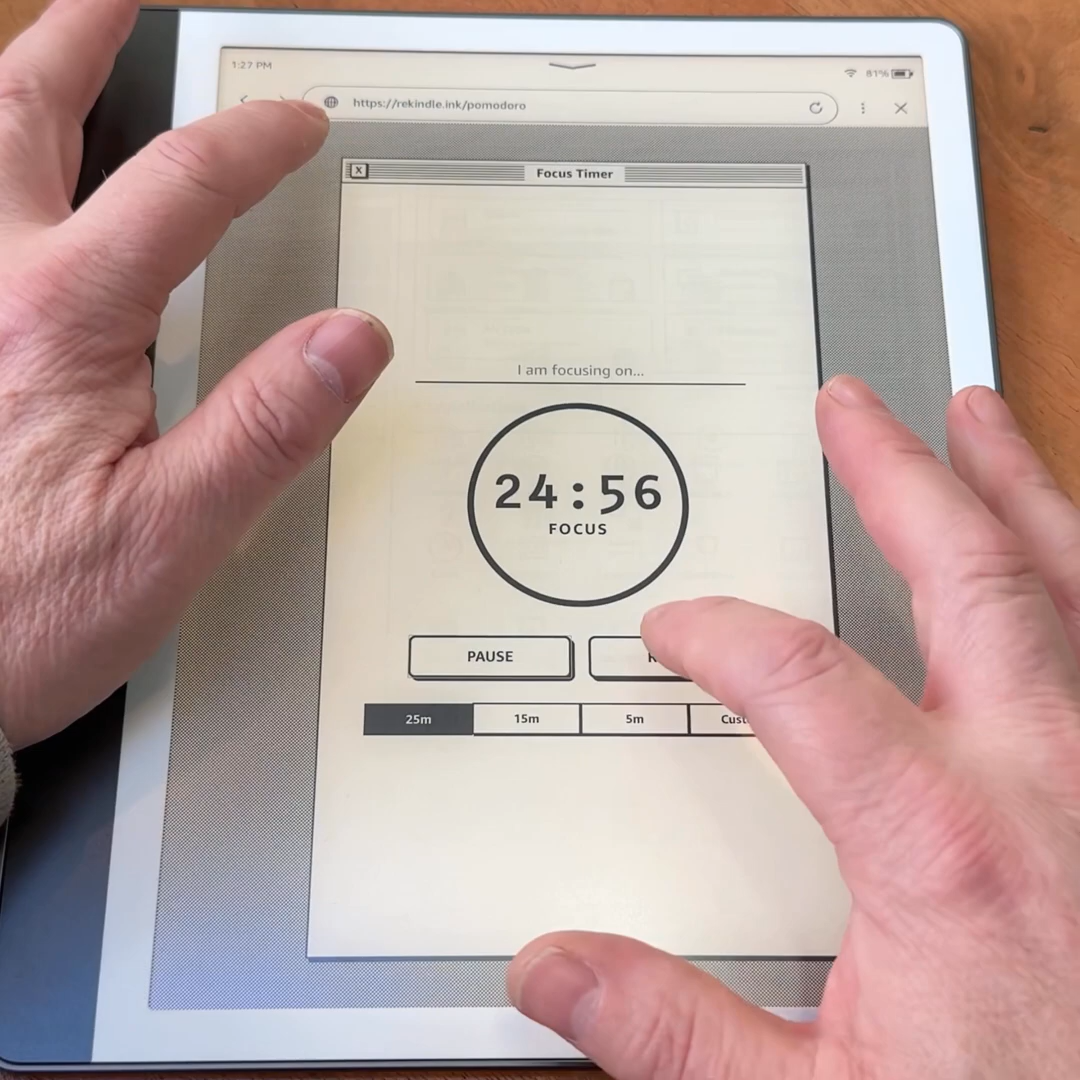 1:27 PM
81%
https://rekindle.ink/pomodoro
X
Focus Timer
I am focusing on...
24:56
FOCUS
PAUSE
25m
15m
5m